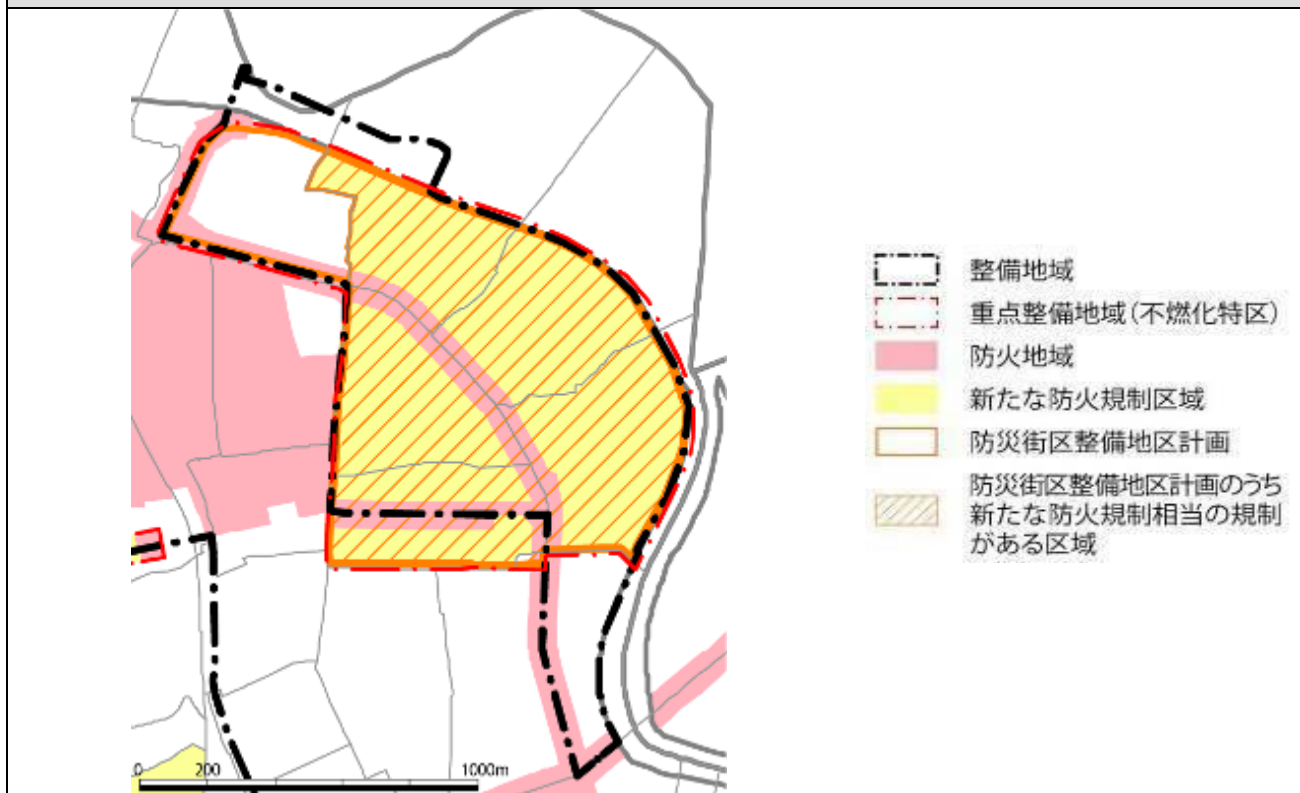 整備地域
重点整備地域(不燃化特区)
防火地域
新たな防火規制区域
防災街区整備地区計画
防災街区整備地区計画のうち
新たな防火規制相当の規制
がある区域
0 200 1000m